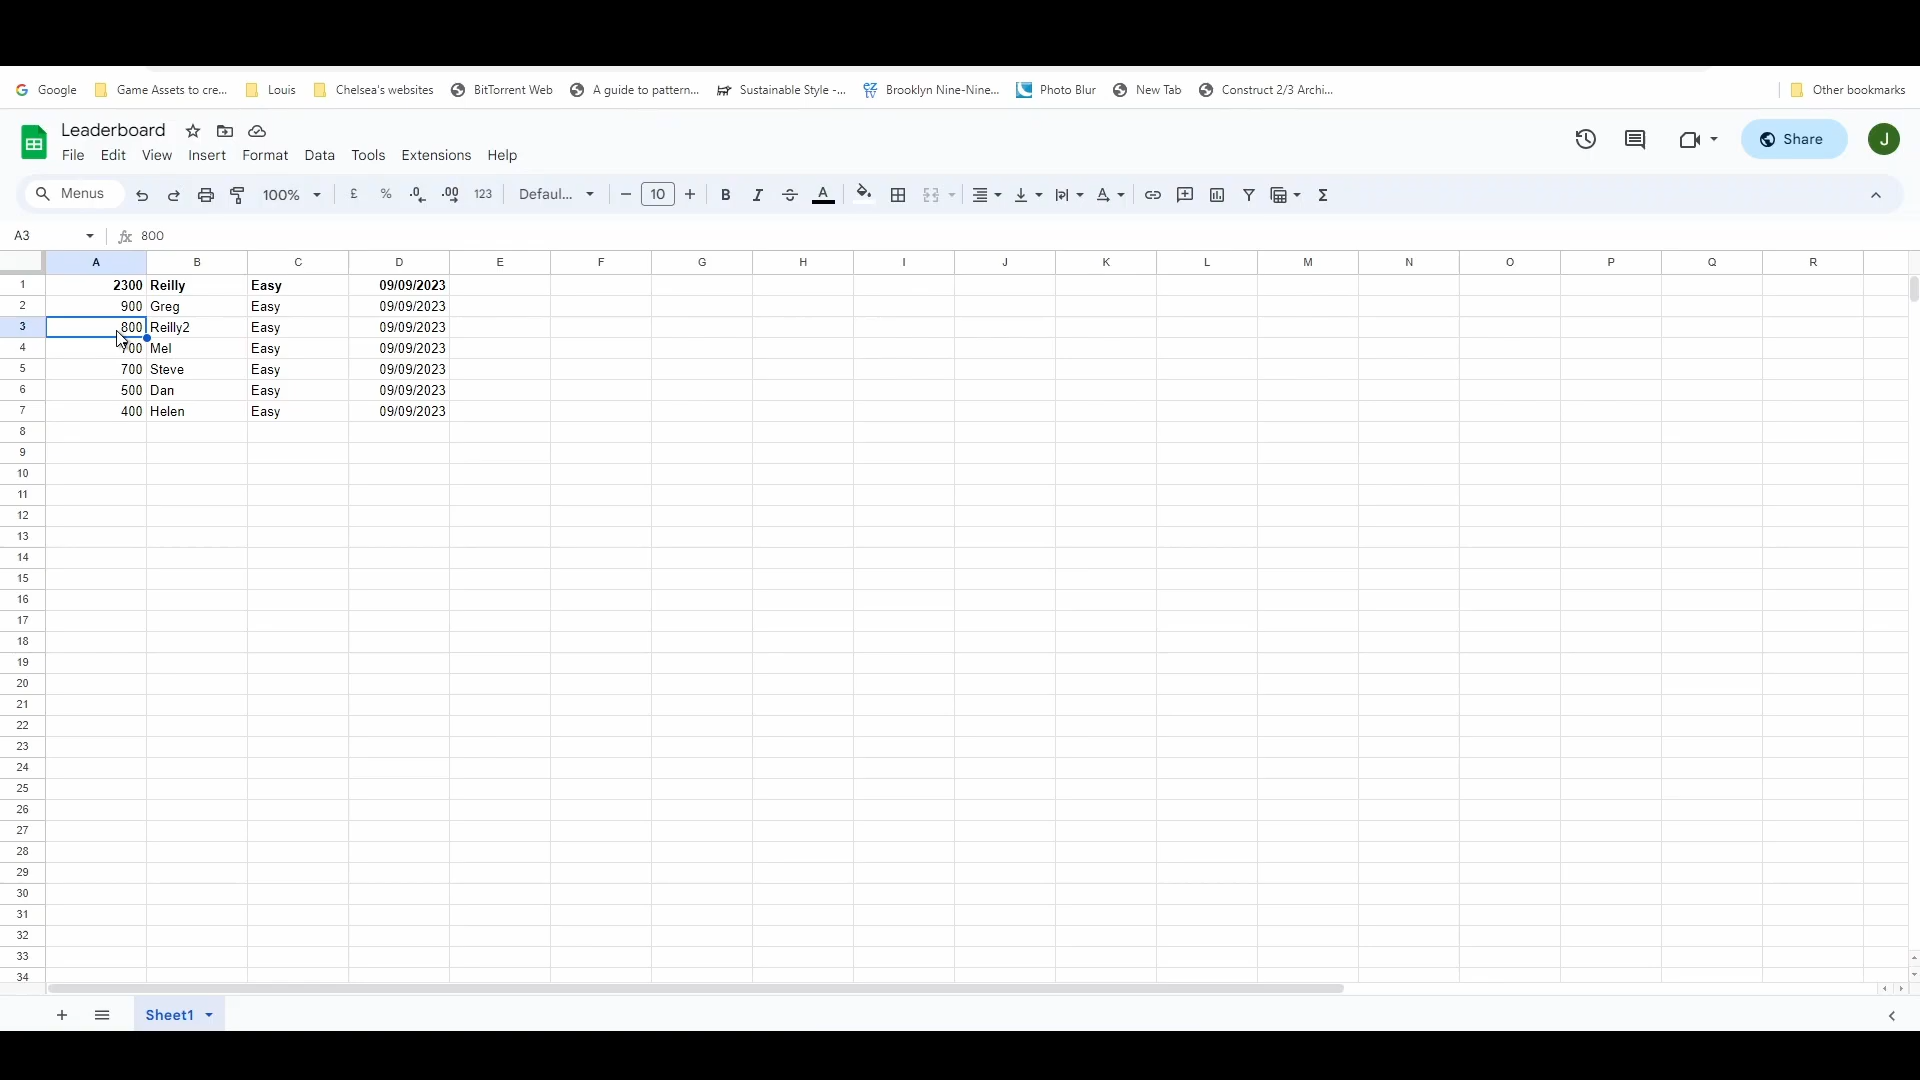 Google Game Assets to cre... Louis Chelsea's websites BitTorrent Web A guide to pattern... Sustainable Style -... Brooklyn Nine-Nine... Photo Blur New Tab Construct 2/3 Archi... Other bookmarks
Leaderboard
File Edit View Insert Format Data Tools Extensions Help
Share J
Menus 100% £ % .0 .00 123 Defaul... 10 B I A Σ
A3 fx 800
A B C D E F G H I J K L M N O P Q R
1 2300 Reilly Easy 09/09/2023
2 900 Greg Easy 09/09/2023
3 800 Reilly2 Easy 09/09/2023
4 700 Mel Easy 09/09/2023
5 700 Steve Easy 09/09/2023
6 500 Dan Easy 09/09/2023
7 400 Helen Easy 09/09/2023
8
9
10
11
12
13
14
15
16
17
18
19
20
21
22
23
24
25
26
27
28
29
30
31
32
33
34
Sheet1